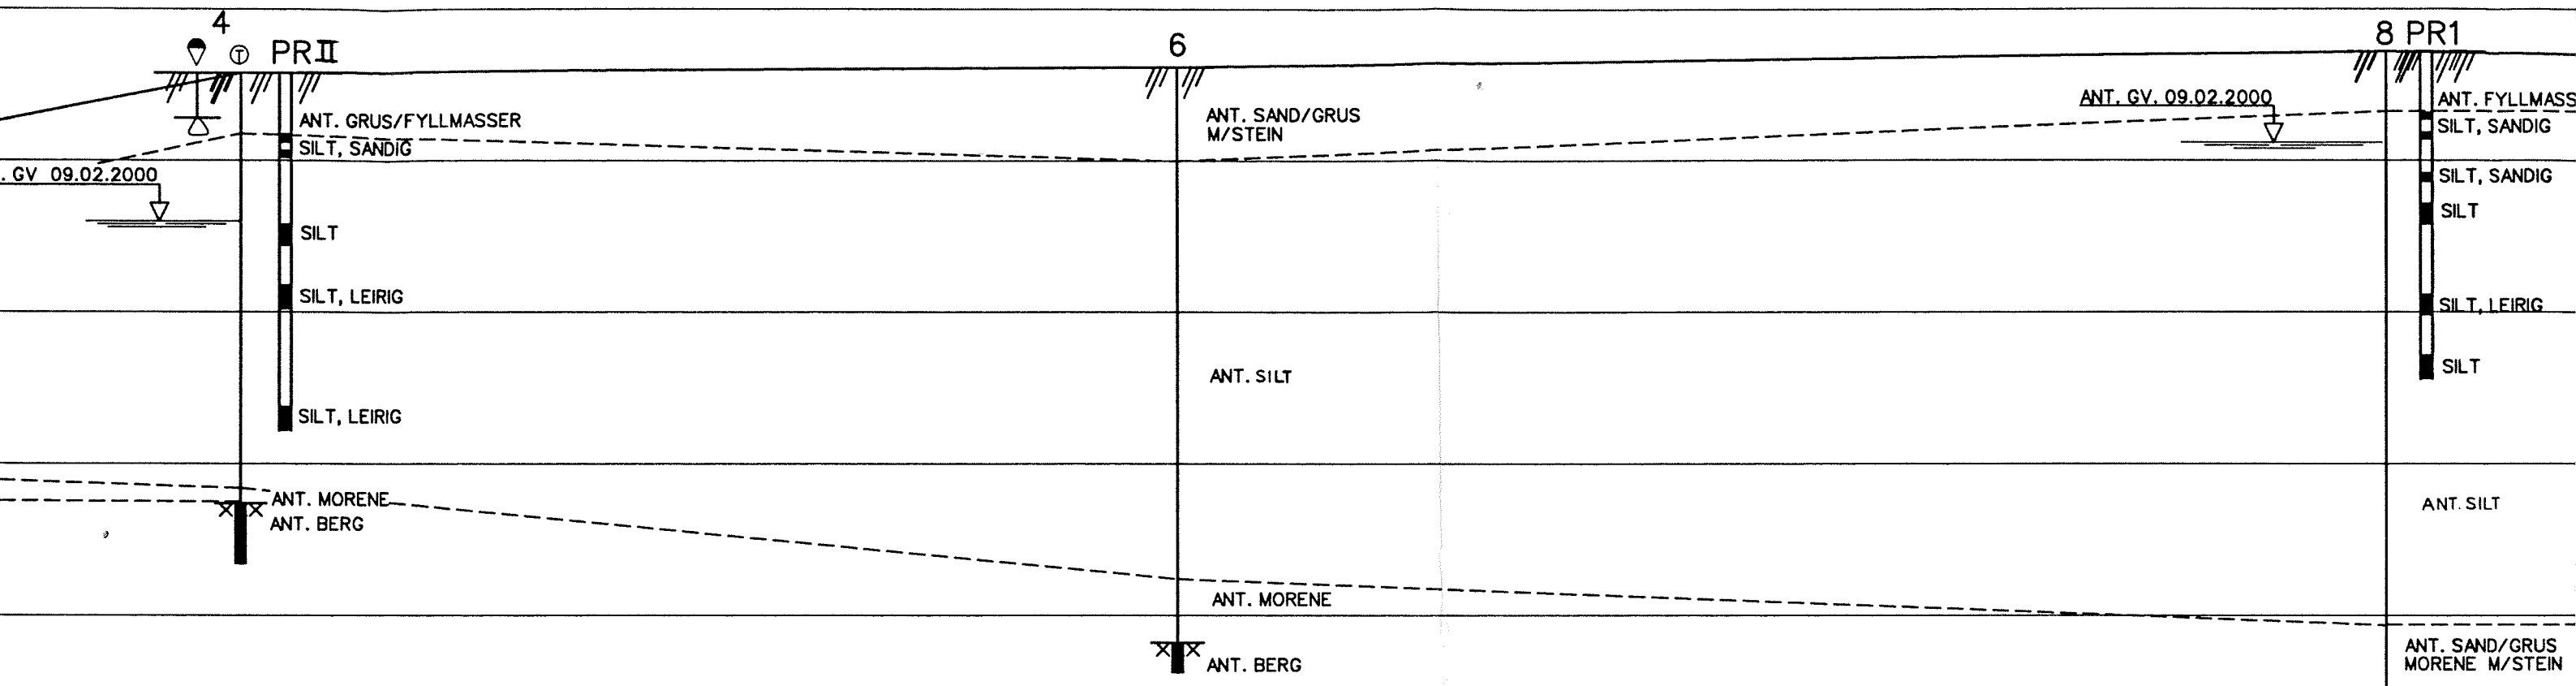 4
T
PR II
6
8 PR1
ANT. GRUS/FYLLMASSER
SILT, SANDIG
. GV 09.02.2000
SILT
SILT, LEIRIG
SILT, LEIRIG
ANT. MORENE
ANT. BERG
ANT. SAND/GRUS
M/STEIN
ANT. SILT
ANT. MORENE
ANT. BERG
ANT. GV. 09.02.2000
ANT. FYLLMASS
SILT, SANDIG
SILT, SANDIG
SILT
SILT, LEIRIG
SILT
ANT. SILT
ANT. SAND/GRUS
MORENE M/STEIN